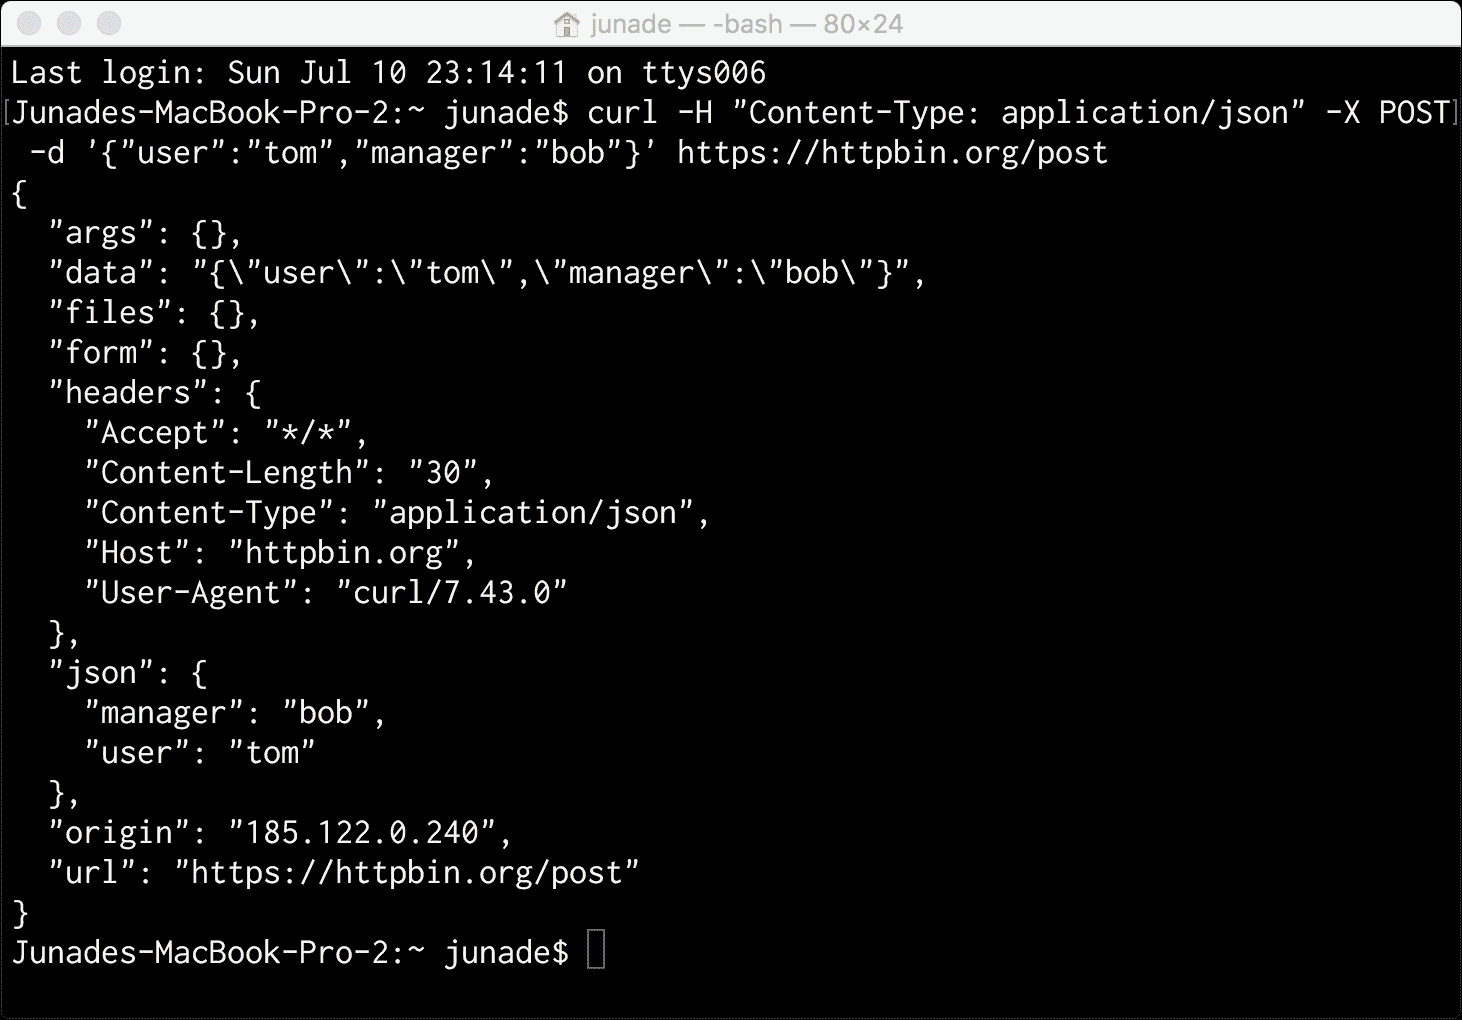 junade — -bash — 80×24
Last login: Sun Jul 10 23:14:11 on ttys006
[Junades-MacBook-Pro-2:~ junade$ curl -H "Content-Type: application/json" -X POST]
 -d '{"user":"tom","manager":"bob"}' https://httpbin.org/post
{
  "args": {},
  "data": "{\"user\":\"tom\",\"manager\":\"bob\"}",
  "files": {},
  "form": {},
  "headers": {
    "Accept": "*/*",
    "Content-Length": "30",
    "Content-Type": "application/json",
    "Host": "httpbin.org",
    "User-Agent": "curl/7.43.0"
  },
  "json": {
    "manager": "bob",
    "user": "tom"
  },
  "origin": "185.122.0.240",
  "url": "https://httpbin.org/post"
}
Junades-MacBook-Pro-2:~ junade$